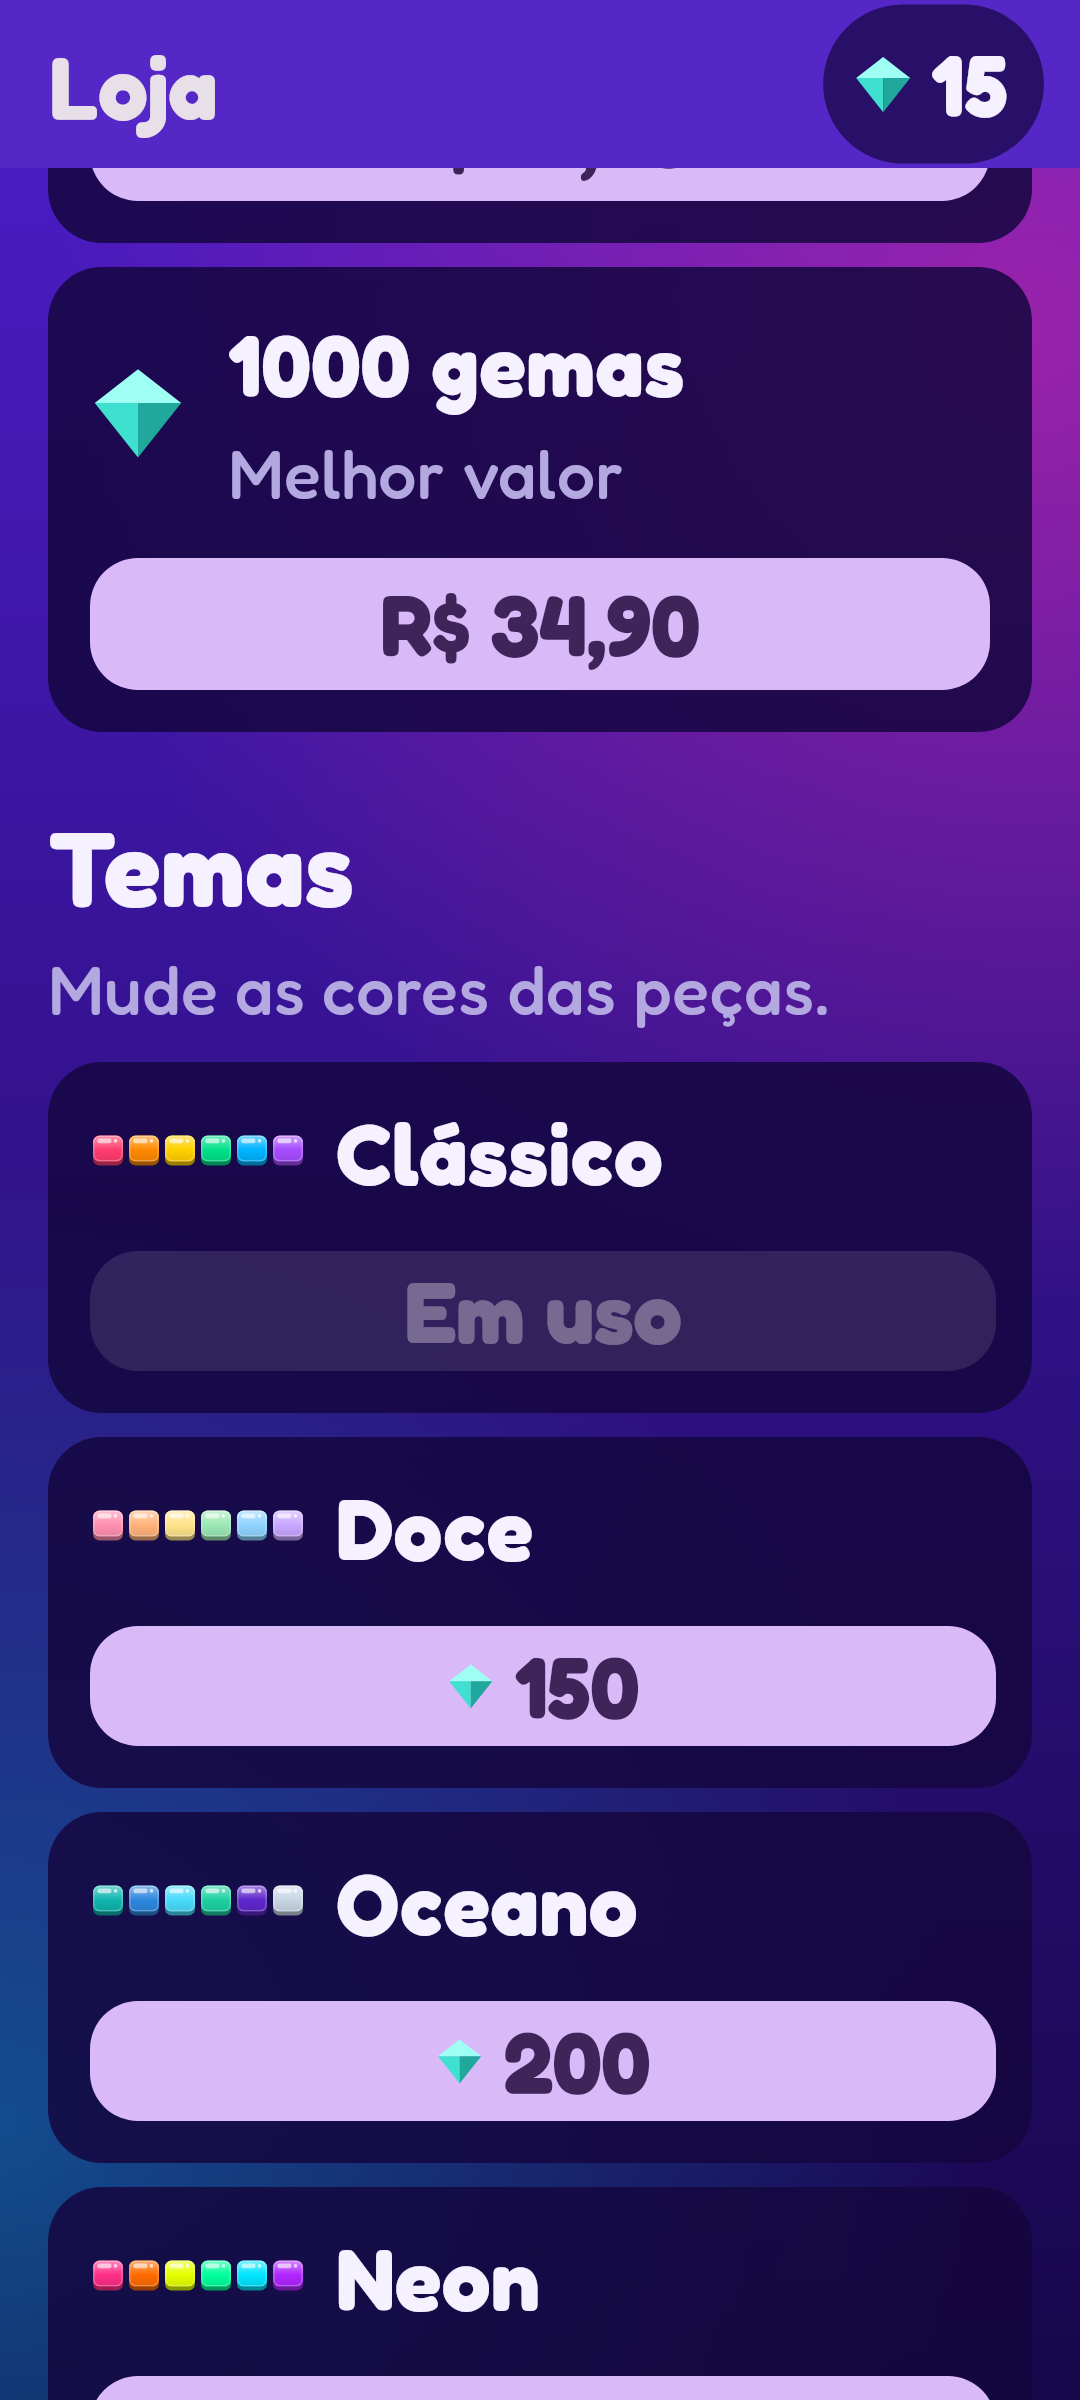 Loja
15
1000 gemas
Melhor valor
R$ 34,90
Temas
Mude as cores das peças.
Clássico
Em uso
Doce
150
Oceano
200
Neon